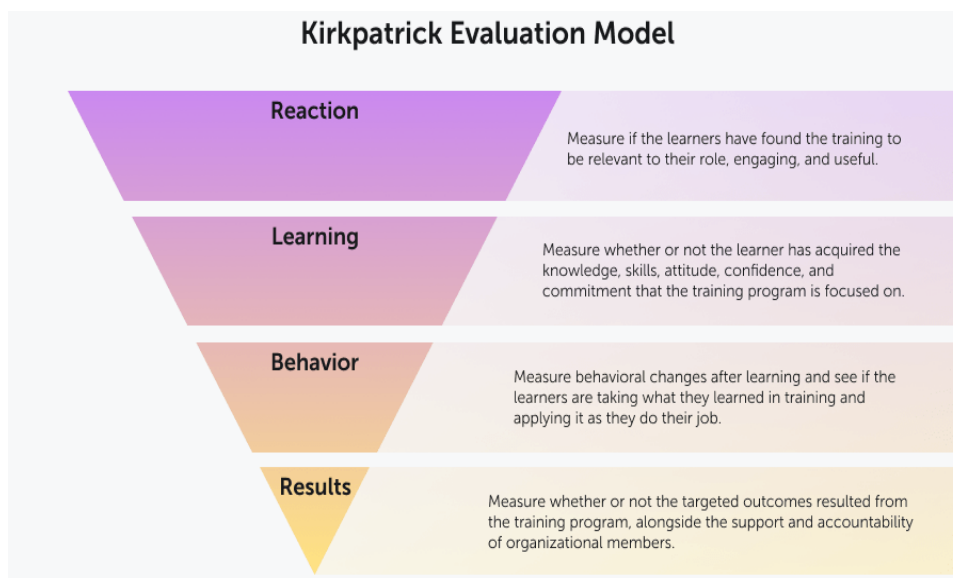 Kirkpatrick Evaluation Model
Reaction
Measure if the learners have found the training to
be relevant to their role, engaging, and useful.
Learning
Measure whether or not the learner has acquired the
knowledge, skills, attitude, confidence, and
commitment that the training program is focused on.
Behavior
Measure behavioral changes after learning and see if the
learners are taking what they learned in training and
applying it as they do their job.
Results
Measure whether or not the targeted outcomes resulted from
the training program, alongside the support and accountability
of organizational members.